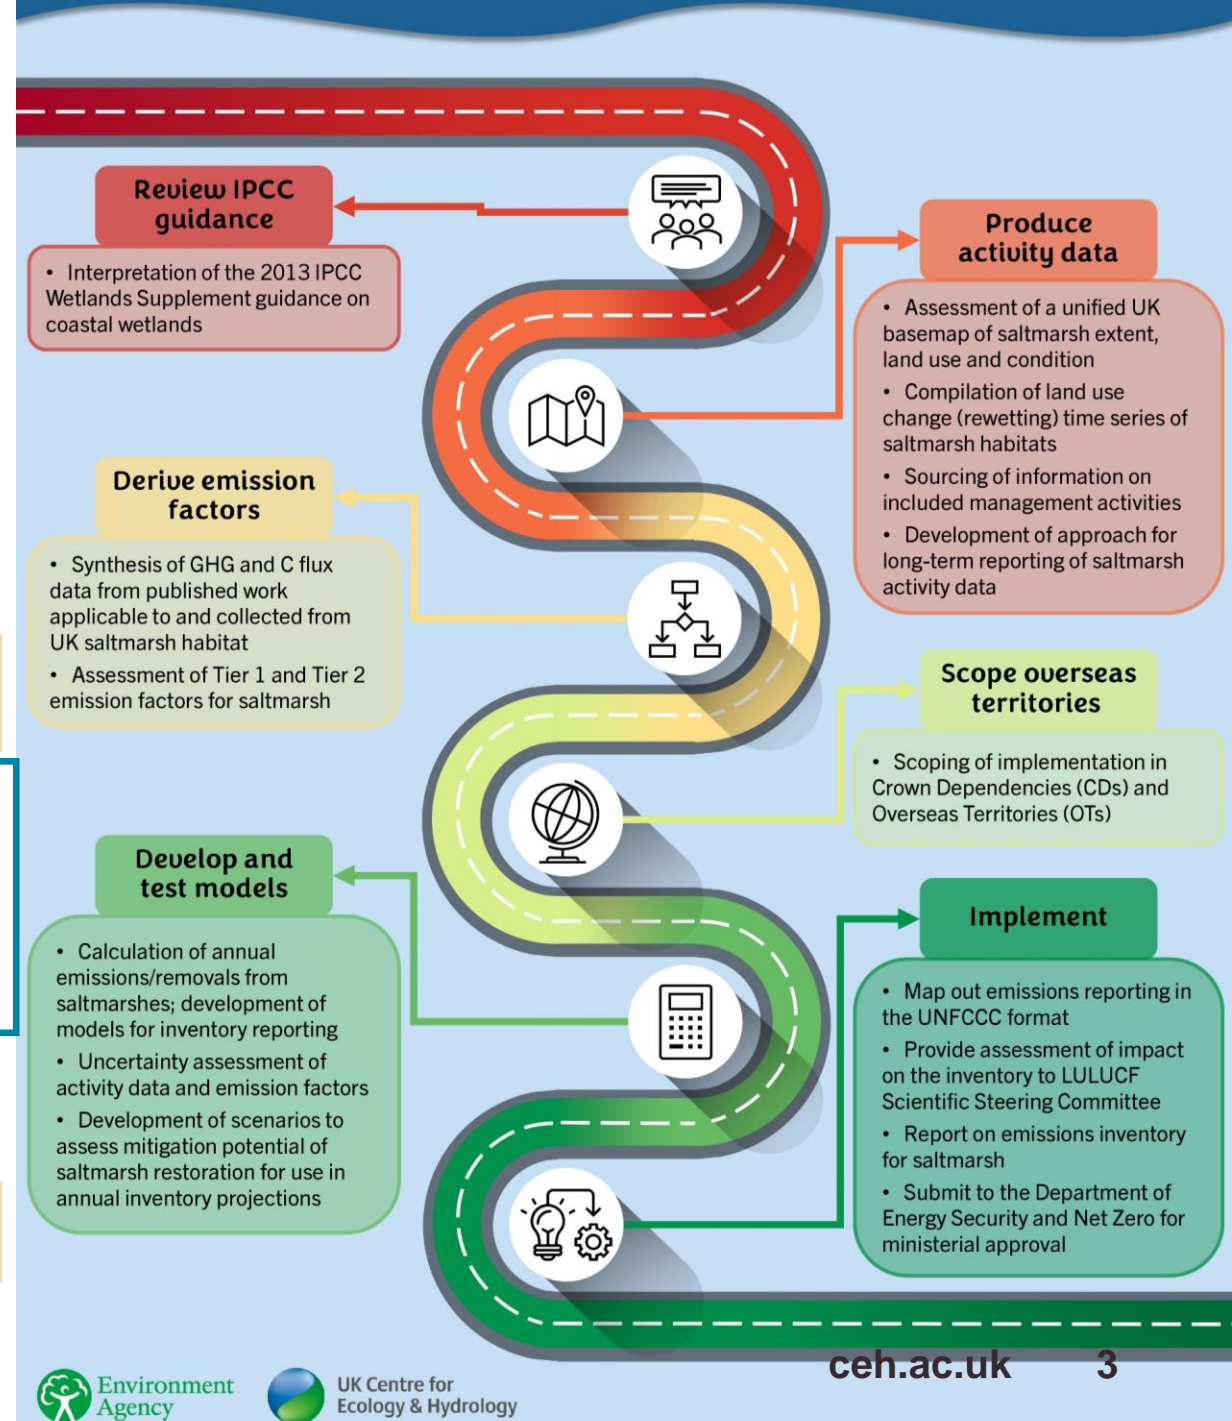 Review IPCC
guidance
• Interpretation of the 2013 IPCC
Wetlands Supplement guidance on
coastal wetlands
Produce
activity data
• Assessment of a unified UK
basemap of saltmarsh extent,
land use and condition
• Compilation of land use
change (rewetting) time series of
saltmarsh habitats
• Sourcing of information on
included management activities
• Development of approach for
long-term reporting of saltmarsh
activity data
Derive emission
factors
• Synthesis of GHG and C flux
data from published work
applicable to and collected from
UK saltmarsh habitat
• Assessment of Tier 1 and Tier 2
emission factors for saltmarsh
Scope overseas
territories
• Scoping of implementation in
Crown Dependencies (CDs) and
Overseas Territories (OTs)
Develop and
test models
• Calculation of annual
emissions/removals from
saltmarshes; development of
models for inventory reporting
• Uncertainty assessment of
activity data and emission factors
• Development of scenarios to
assess mitigation potential of
saltmarsh restoration for use in
annual inventory projections
Implement
• Map out emissions reporting in
the UNFCCC format
• Provide assessment of impact
on the inventory to LULUCF
Scientific Steering Committee
• Report on emissions inventory
for saltmarsh
• Submit to the Department of
Energy Security and Net Zero for
ministerial approval
ceh.ac.uk 3
Environment
Agency
UK Centre for
Ecology & Hydrology